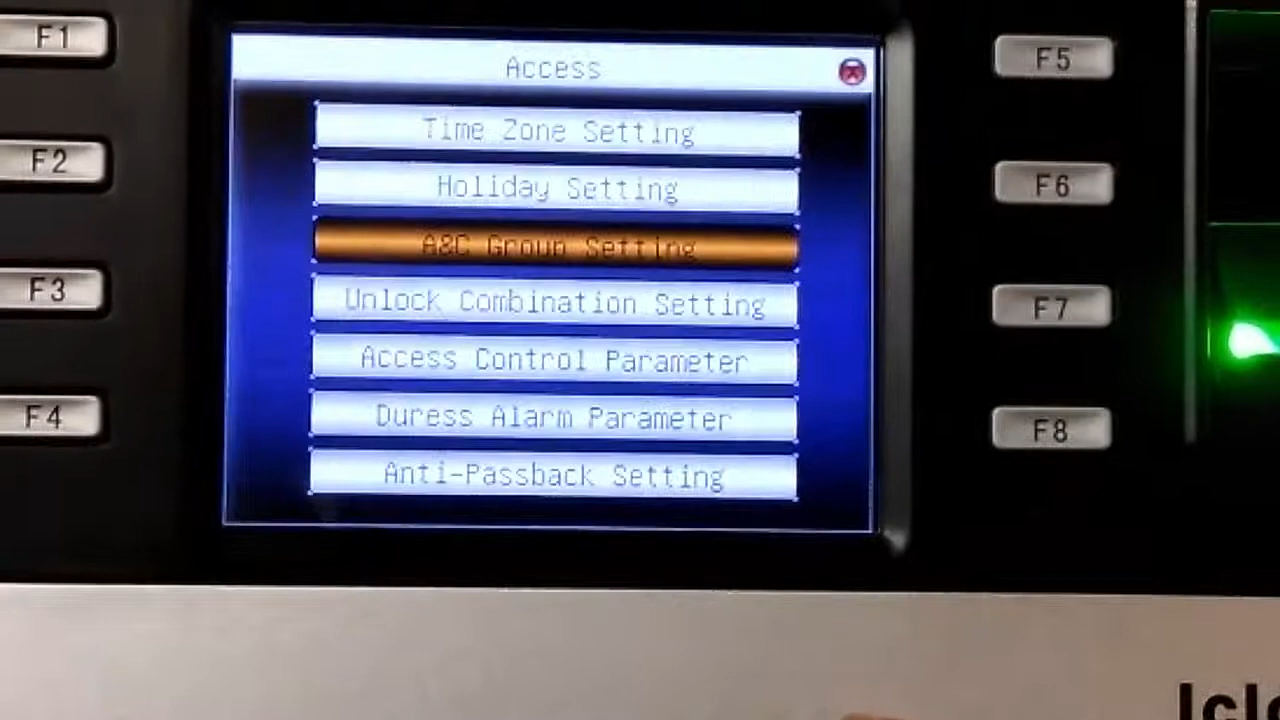 Access
Time Zone Setting
Holiday Setting
A&C Group Setting
Unlock Combination Setting
Access Control Parameter
Duress Alarm Parameter
Anti-Passback Setting
F1
F2
F3
F4
F5
F6
F7
F8